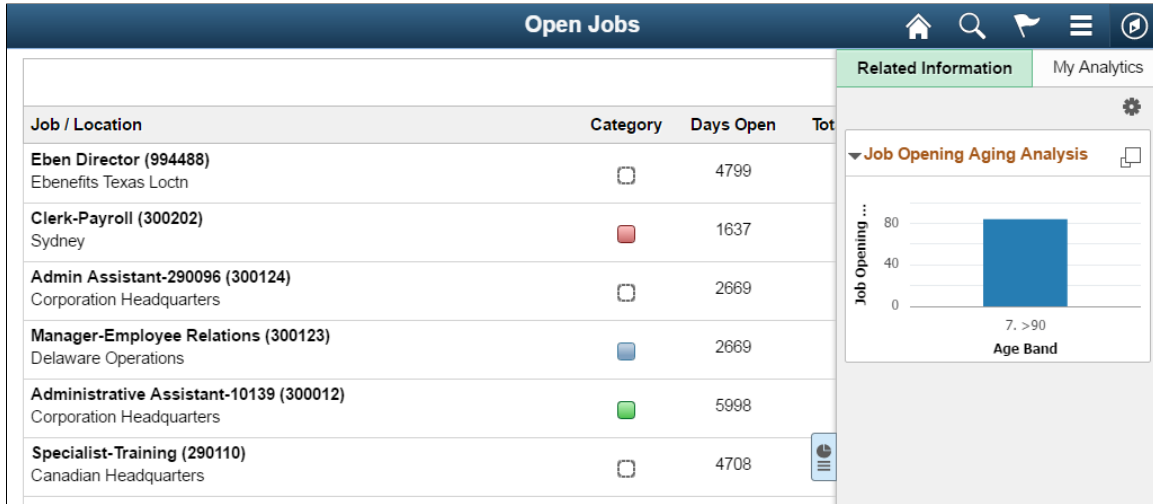 Open Jobs
Related Information My Analytics
Job / Location Category Days Open Tot
Eben Director (994488)
Ebenefits Texas Loctn
4799
Clerk-Payroll (300202)
Sydney
1637
Admin Assistant-290096 (300124)
Corporation Headquarters
2669
Manager-Employee Relations (300123)
Delaware Operations
2669
Administrative Assistant-10139 (300012)
Corporation Headquarters
5998
Specialist-Training (290110)
Canadian Headquarters
4708
Job Opening Aging Analysis
Job Opening ...
80
40
0
7. >90
Age Band